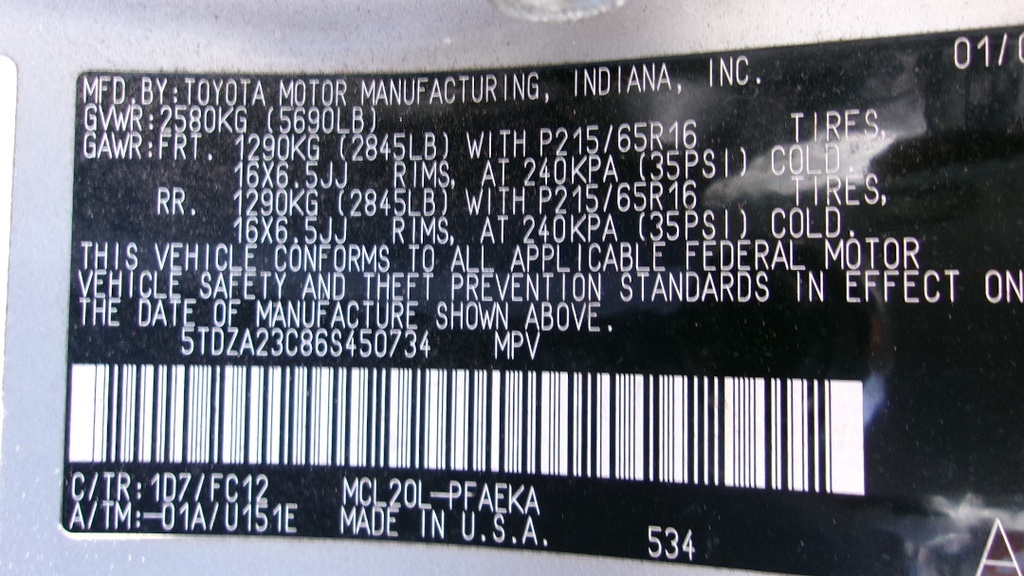 01/0
MFD. BY: TOYOTA MOTOR MANUFACTURING, INDIANA, INC.
GVWR: 2580KG (5690LB)
GAWR: FRT. 1290KG (2845LB) WITH P215/65R16 TIRES,
16X6.5JJ RIMS, AT 240KPA (35PSI) COLD.
RR. 1290KG (2845LB) WITH P215/65R16 TIRES,
16X6.5JJ RIMS, AT 240KPA (35PSI) COLD.
THIS VEHICLE CONFORMS TO ALL APPLICABLE FEDERAL MOTOR
VEHICLE SAFETY AND THEFT PREVENTION STANDARDS IN EFFECT ON
THE DATE OF MANUFACTURE SHOWN ABOVE.
5TDZA23C86S450734 MPV
C/TR: 1D7/FC12 MCL20L-PFAEKA
A/TM:-01A/U151E MADE IN U.S.A.
534
A